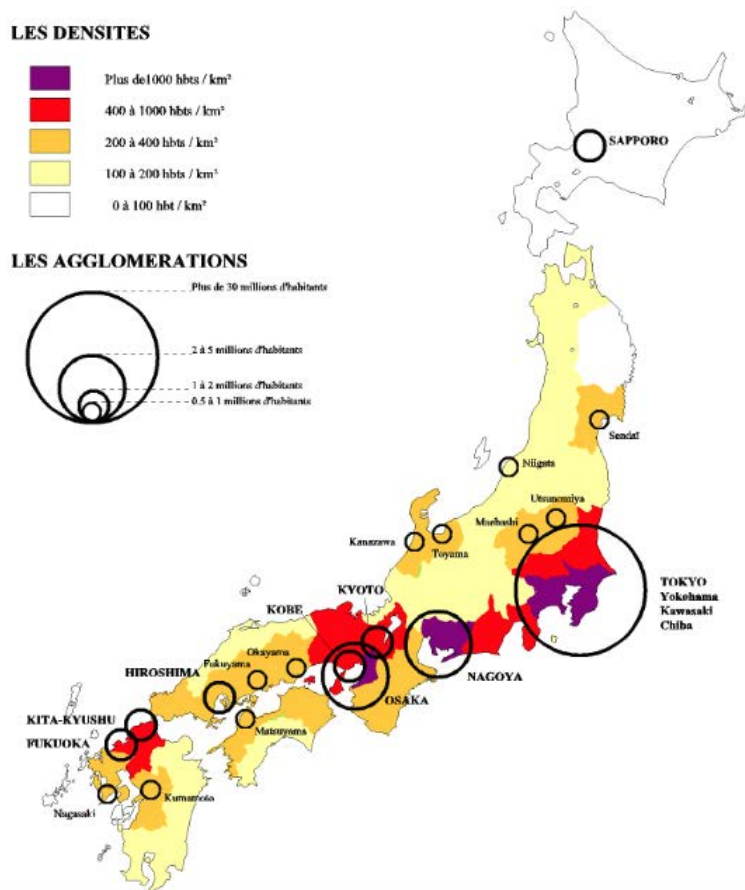 LES DENSITES
Plus de1000 hbts / km²
400 à 1000 hbts / km²
200 à 400 hbts / km²
100 à 200 hbts / km²
0 à 100 hbt / km²
LES AGGLOMERATIONS
Plus de 30 millions d'habitants
2 à 5 millions d'habitants
1 à 2 millions d'habitants
0.5 à 1 millions d'habitants
SAPPORO
Sendaï
Niigata
Utsunomiya
Maebashi
Kanazawa
Toyama
TOKYO
Yokohama
Kawasaki
Chiba
KYOTO
KOBE
NAGOYA
OSAKA
HIROSHIMA
Fukuyama
Okayama
KITA-KYUSHU
FUKUOKA
Matsuyama
Nagasaki
Kumamoto